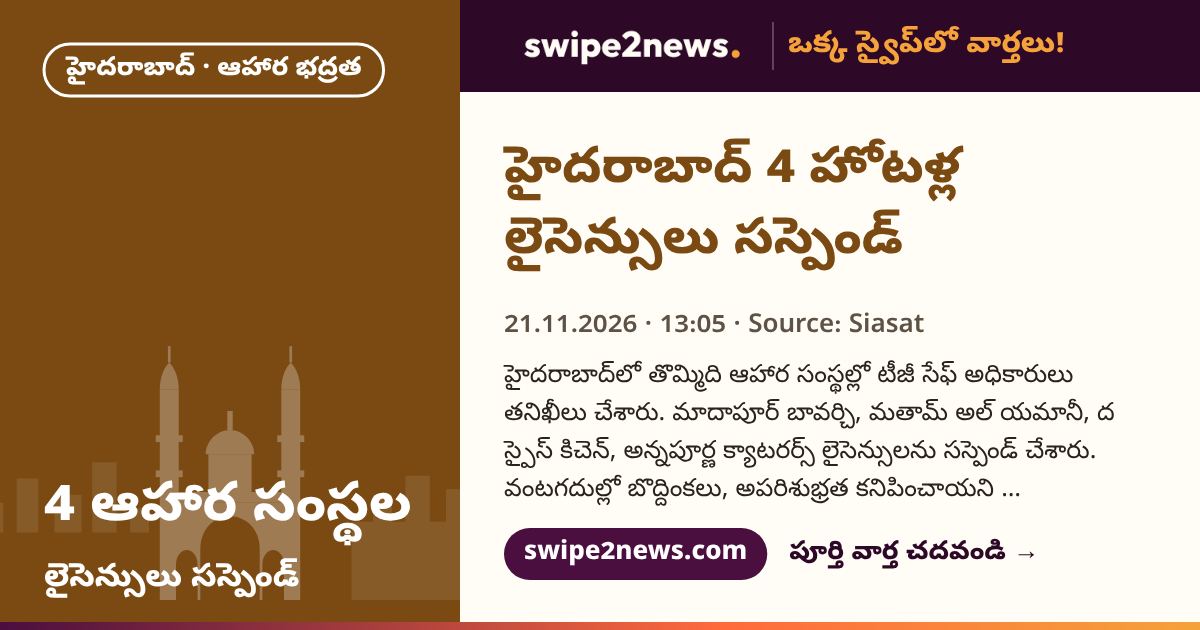 హైదరాబాద్ · ఆహార భద్రత
4 ఆహార సంస్థల
లైసెన్సులు సస్పెండ్
swipe2news.
ఒక్క స్వైప్‌లో వార్తలు!
హైదరాబాద్ 4 హోటళ్ల
లైసెన్సులు సస్పెండ్
21.11.2026 · 13:05 · Source: Siasat
హైదరాబాద్‌లో తొమ్మిది ఆహార సంస్థల్లో టీజీ సేఫ్ అధికారులు
తనిఖీలు చేశారు. మాదాపూర్ బావర్చి, మతామ్ అల్ యమానీ, ద
స్పైస్ కిచెన్, అన్నపూర్ణ క్యాటరర్స్ లైసెన్సులను సస్పెండ్ చేశారు.
వంటగదుల్లో బొద్దింకలు, అపరిశుభ్రత కనిపించాయని ...
swipe2news.com
పూర్తి వార్త చదవండి →